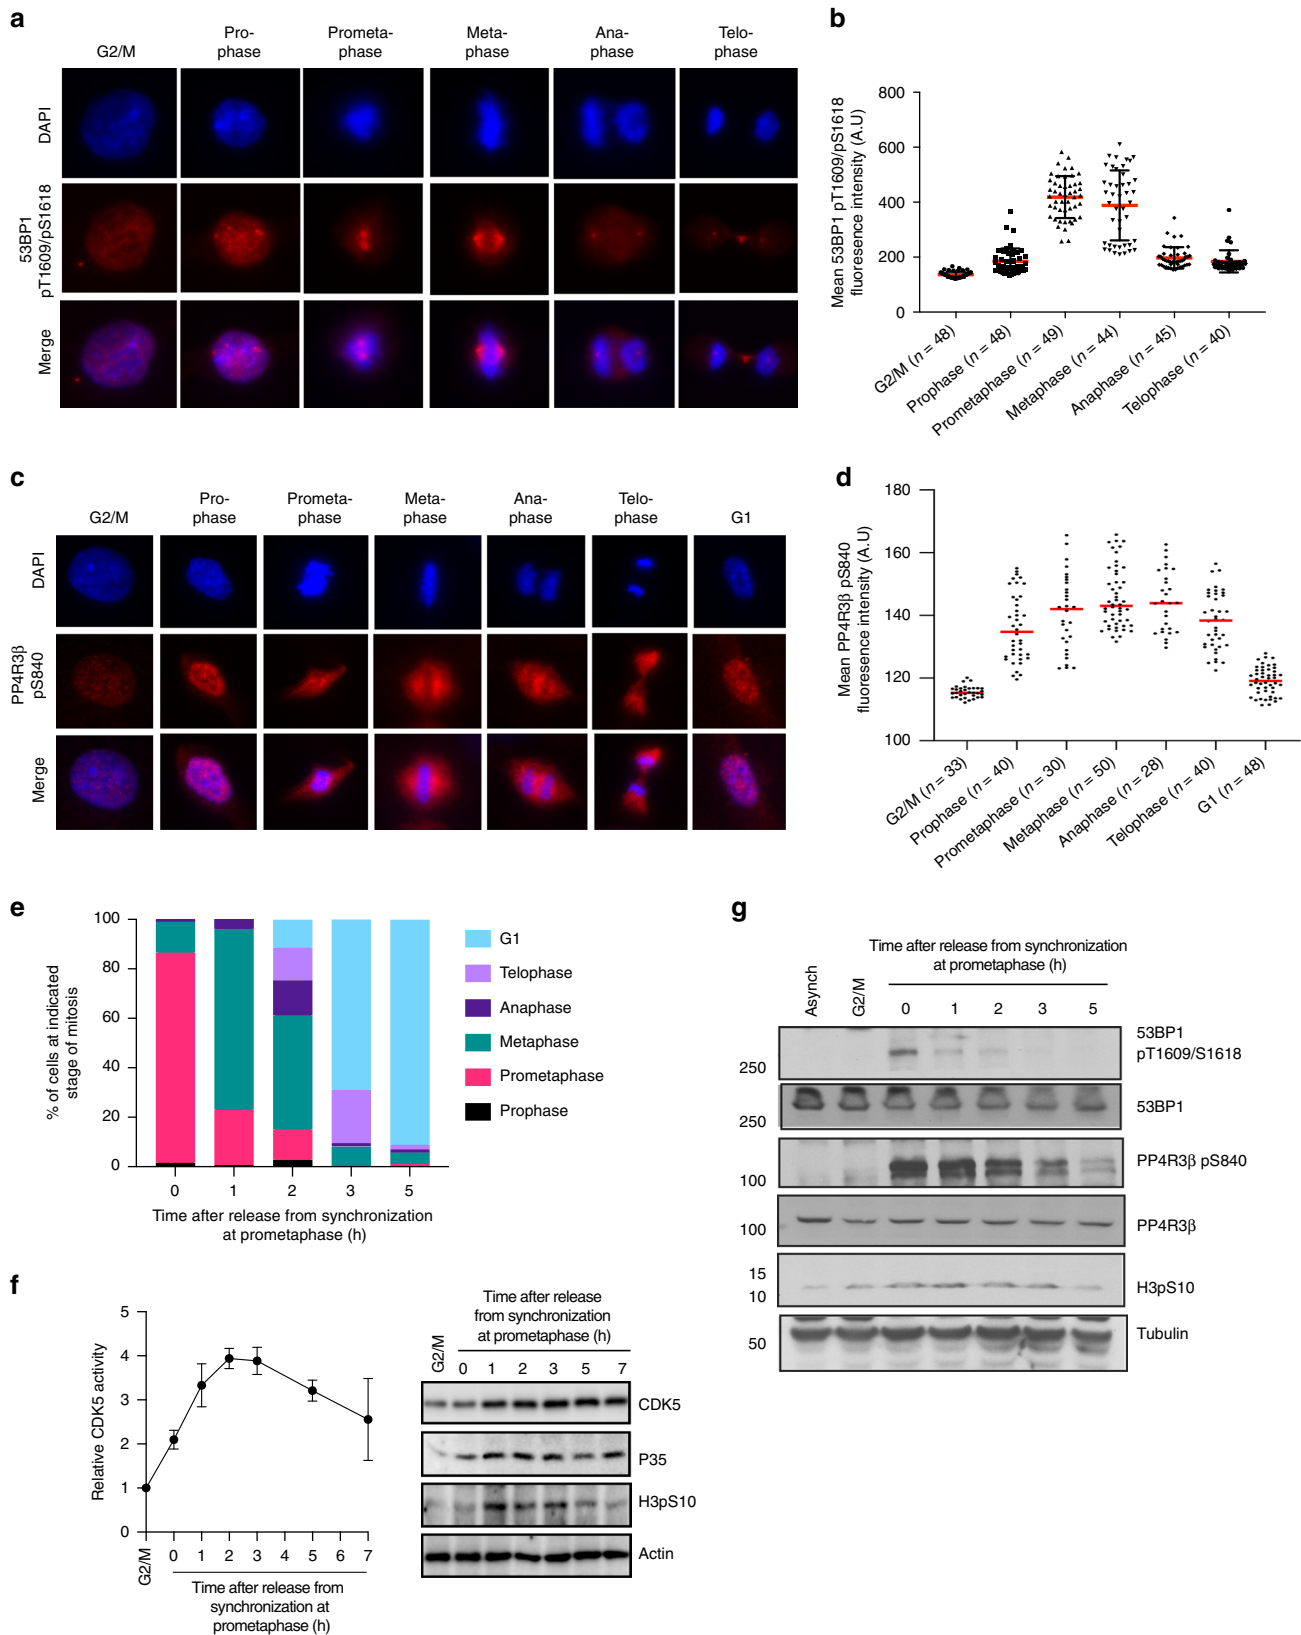 a
G2/M
Pro-
phase
Prometa-
phase
Meta-
phase
Ana-
phase
Telo-
phase
DAPI
53BP1
pT1609/pS1618
Merge
b
Mean 53BP1 pT1609/pS1618
fluoresence intensity (A.U)
800
600
400
200
0
G2/M (n = 48)
Prophase (n = 48)
Prometaphase (n = 49)
Metaphase (n = 44)
Anaphase (n = 45)
Telophase (n = 40)
c
G2/M
Pro-
phase
Prometa-
phase
Meta-
phase
Ana-
phase
Telo-
phase
G1
DAPI
PP4R3β
pS840
Merge
d
Mean PP4R3β pS840
fluoresence intensity (A.U)
180
160
140
120
100
G2/M (n = 33)
Prophase (n = 40)
Prometaphase (n = 30)
Metaphase (n = 50)
Anaphase (n = 28)
Telophase (n = 40)
G1 (n = 48)
e
% of cells at indicated
stage of mitosis
100
80
60
40
20
0
0 1 2 3 5
Time after release from synchronization
at prometaphase (h)
G1
Telophase
Anaphase
Metaphase
Prometaphase
Prophase
f
Relative CDK5 activity
5
4
3
2
1
0
G2/M 0 1 2 3 4 5 6 7
Time after release from
synchronization at
prometaphase (h)
Time after release
from synchronization
at prometaphase (h)
G2/M 0 1 2 3 5 7
CDK5
P35
H3pS10
Actin
g
Time after release from synchronization
at prometaphase (h)
Asynch G2/M 0 1 2 3 5
250
53BP1
pT1609/S1618
250
53BP1
100
PP4R3β pS840
100
PP4R3β
15
10
H3pS10
50
Tubulin